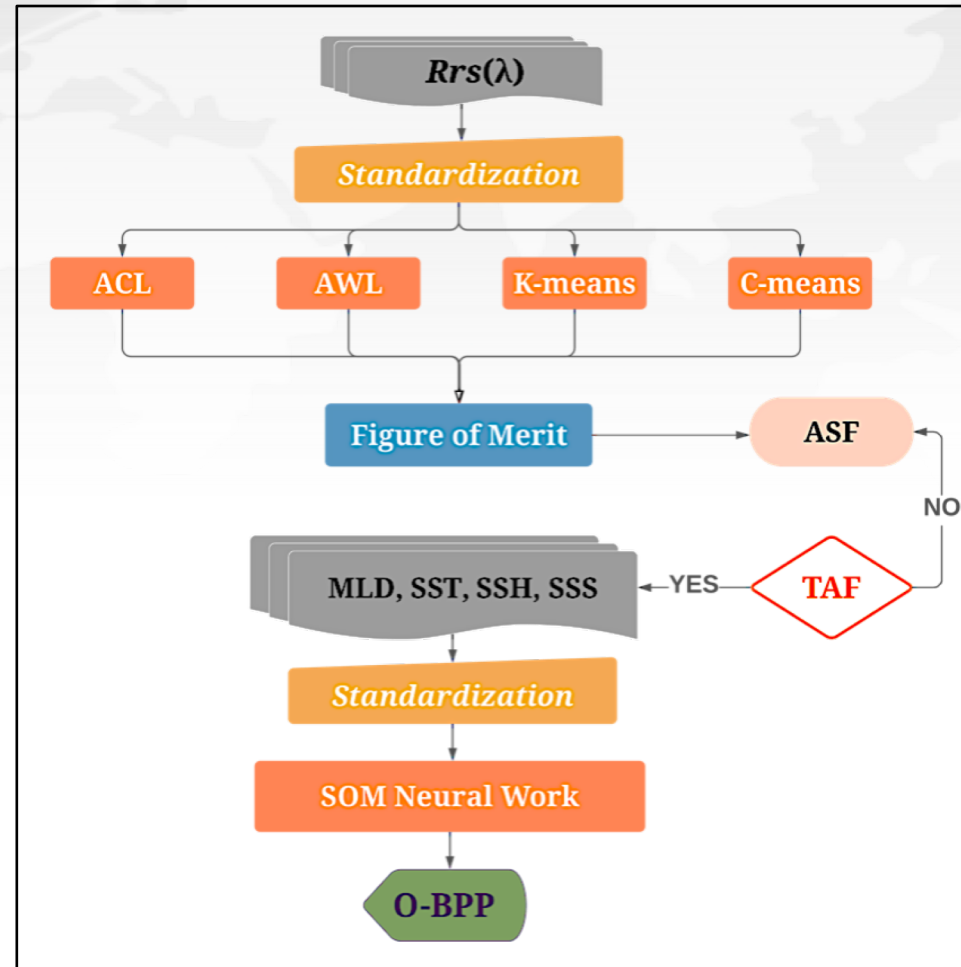 Rrs(λ)
Standardization
ACL
AWL
K-means
C-means
Figure of Merit
ASF
NO
MLD, SST, SSH, SSS
YES
TAF
Standardization
SOM Neural Work
O-BPP